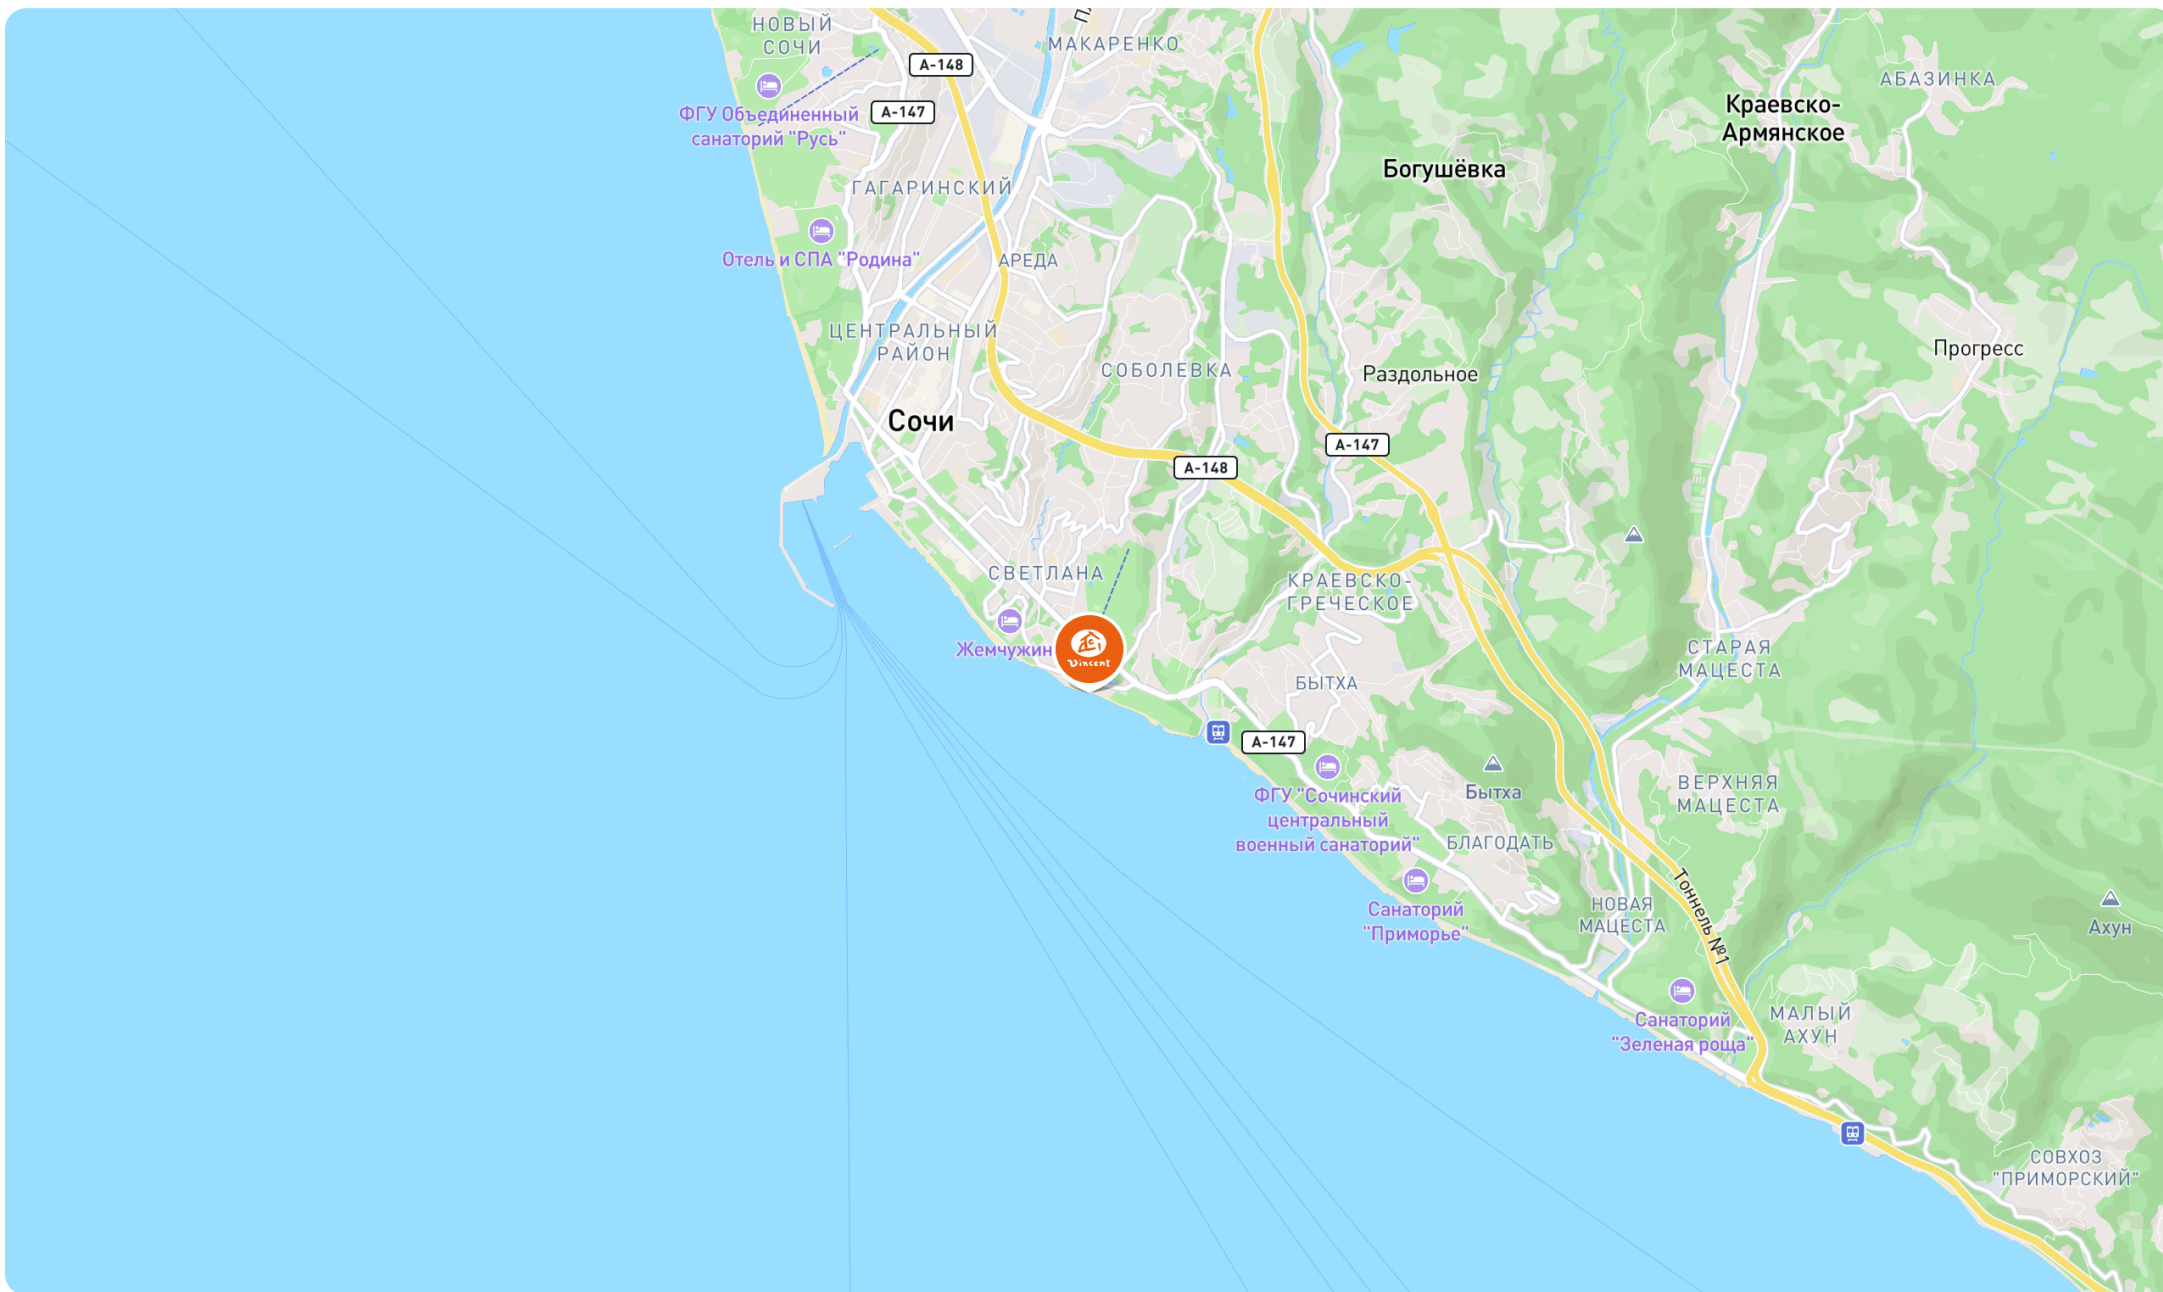 НОВЫЙ
СОЧИ
МАКАРЕНКО
А-148
А-147
ФГУ Объединенный
санаторий "Русь"
АБАЗИНКА
Краевско-
Армянское
Богушёвка
ГАГАРИНСКИЙ
Отель и СПА "Родина"
АРЕДА
ЦЕНТРАЛЬНЫЙ
РАЙОН
СОБОЛЕВКА
Раздольное
Прогресс
Сочи
А-147
А-148
СВЕТЛАНА
КРАЕВСКО-
ГРЕЧЕСКОЕ
Жемчужин
Vincent
СТАРАЯ
МАЦЕСТА
БЫТХА
А-147
ФГУ "Сочинский
центральный
военный санаторий"
Бытха
ВЕРХНЯЯ
МАЦЕСТА
БЛАГОДАТЬ
Санаторий
"Приморье"
НОВАЯ
МАЦЕСТА
Тоннель №1
Ахун
Санаторий
"Зеленая роща"
МАЛЫЙ
АХУН
СОВХОЗ
"ПРИМОРСКИЙ"